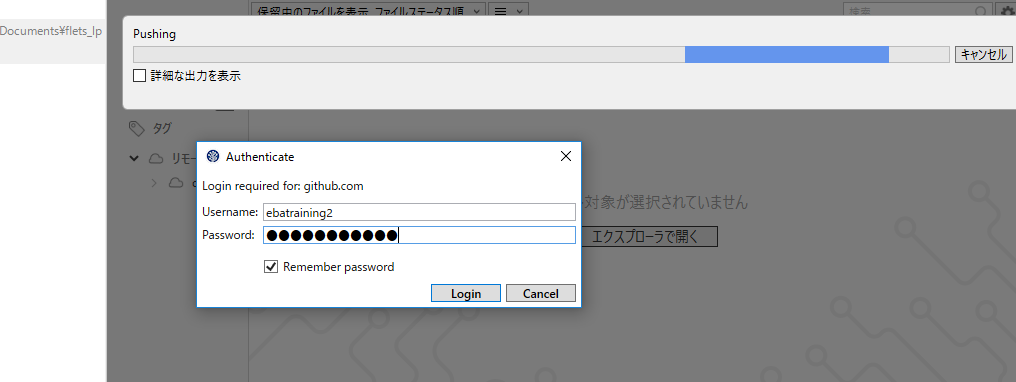 保留中のファイルを表示, ファイルステータス順
検索
Documents¥flets_lp
Pushing
キャンセル
詳細な出力を表示
タグ
リモー
Authenticate
Login required for: github.com
対象が選択されていません
Username: ebatraining2
Password: ●●●●●●●●●●●
エクスプローラで開く
Remember password
Login Cancel